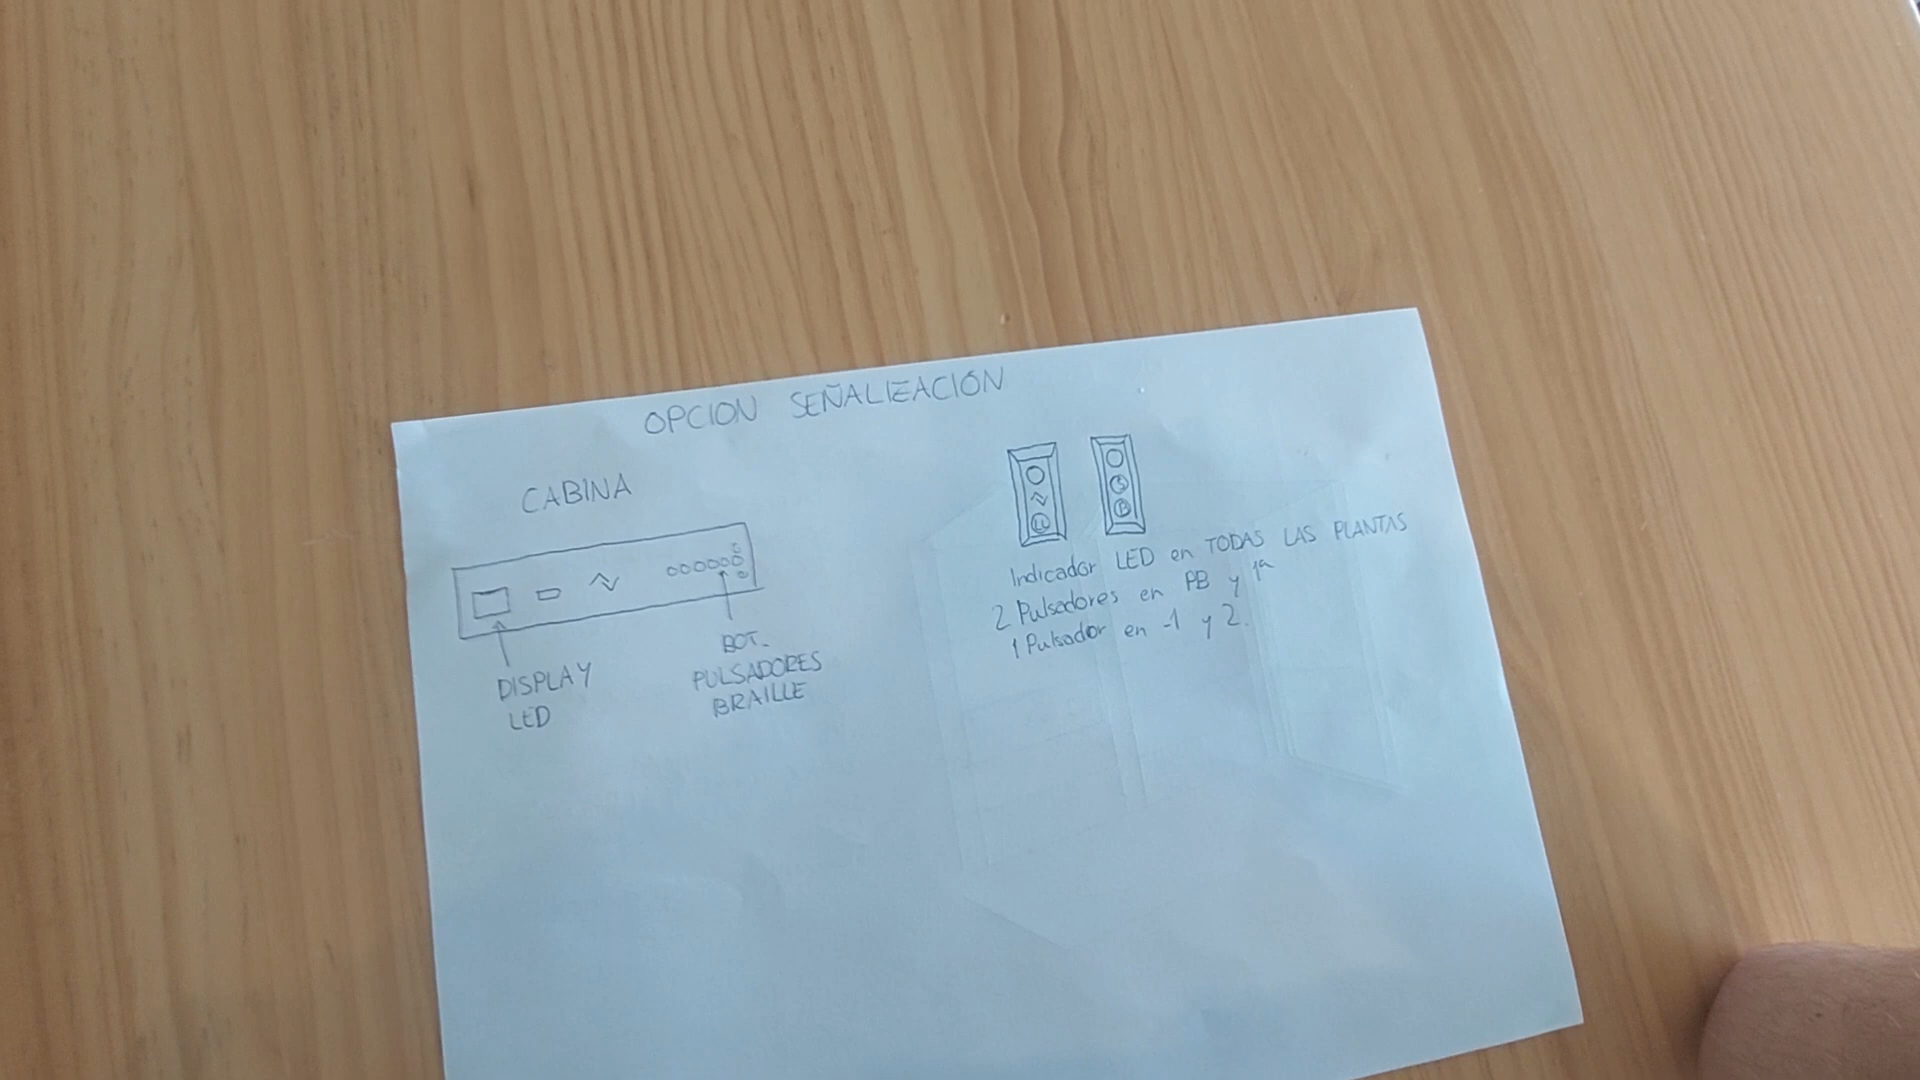 OPCION SEÑALIZACIÓN
CABINA
DISPLAY
LED
BOT.
PULSADORES
BRAILLE
S
B
Indicador LED en TODAS LAS PLANTAS
2 Pulsadores en PB y 1ª
1 Pulsador en -1 y 2.